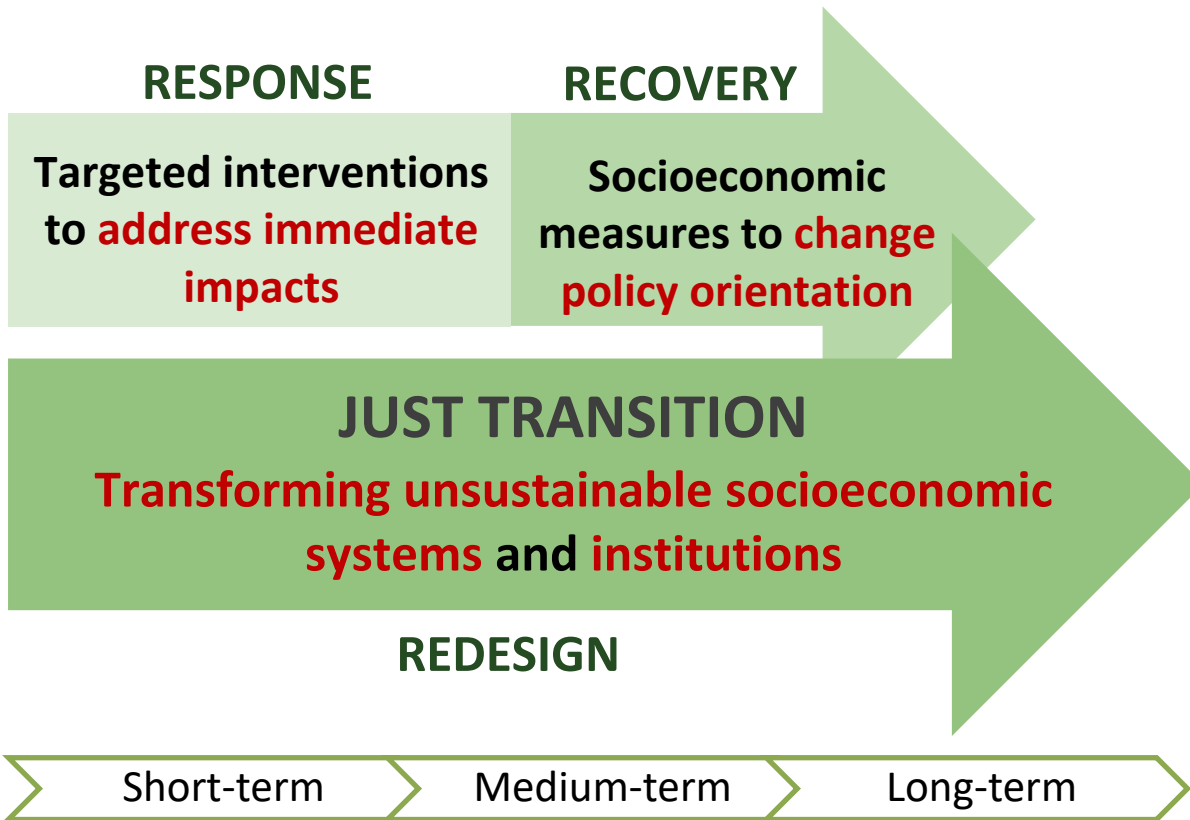 RESPONSE
Targeted interventions
to address immediate
impacts
RECOVERY
Socioeconomic
measures to change
policy orientation
JUST TRANSITION
Transforming unsustainable socioeconomic
systems and institutions
REDESIGN
Short-term
Medium-term
Long-term